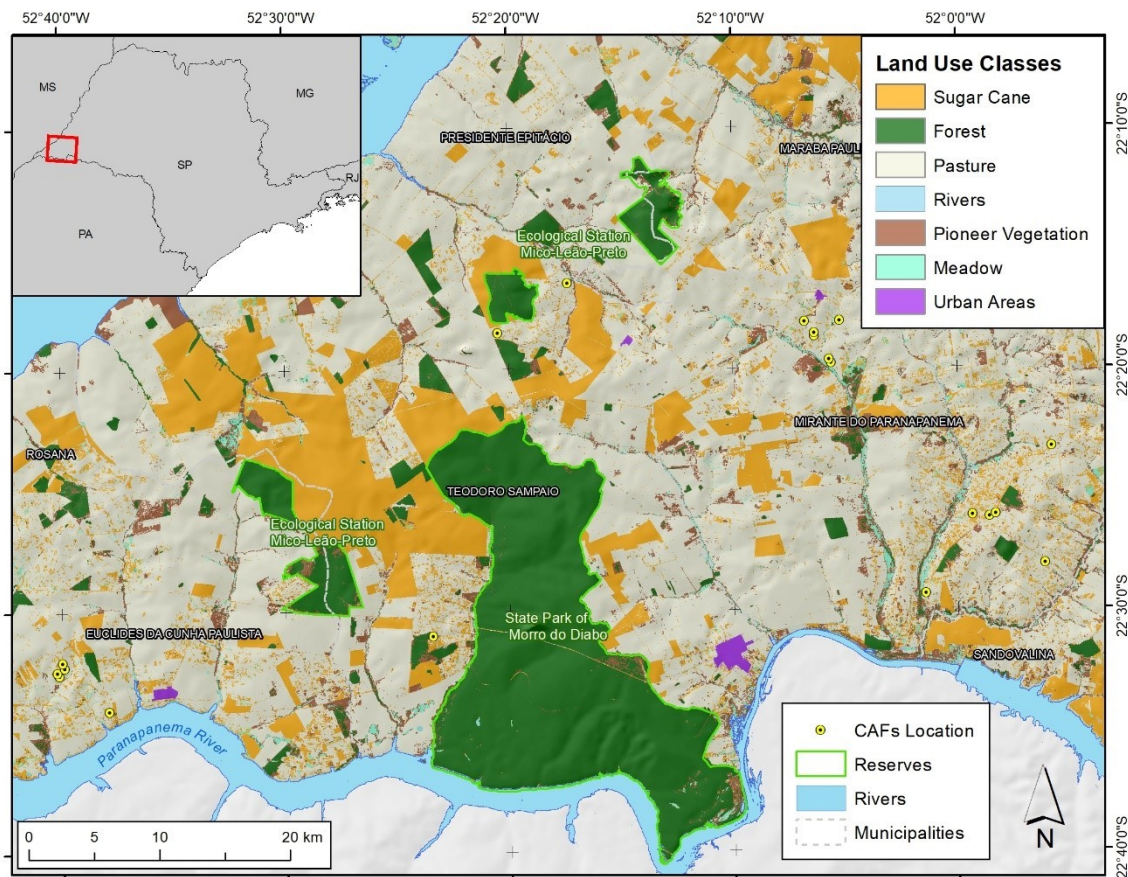 52°40'0"W
52°30'0"W
52°20'0"W
52°10'0"W
52°0'0"W
MS
MG
SP
RJ
PA
Land Use Classes
Sugar Cane
Forest
Pasture
Rivers
Pioneer Vegetation
Meadow
Urban Areas
22°10'0"S
22°20'0"S
22°30'0"S
22°40'0"S
PRESIDENTE EPITÁCIO
MARABA PAULI
Ecological Station
Mico-Leão-Preto
MIRANTE DO PARANAPANEMA
ROSANA
TEODORO SAMPAIO
Ecological Station
Mico-Leão-Preto
State Park of
Morro do Diabo
EUCLIDES DA CUNHA PAULISTA
SANDOVALINA
Paranapanema River
CAFs Location
Reserves
Rivers
Municipalities
N
0 5 10 20 km